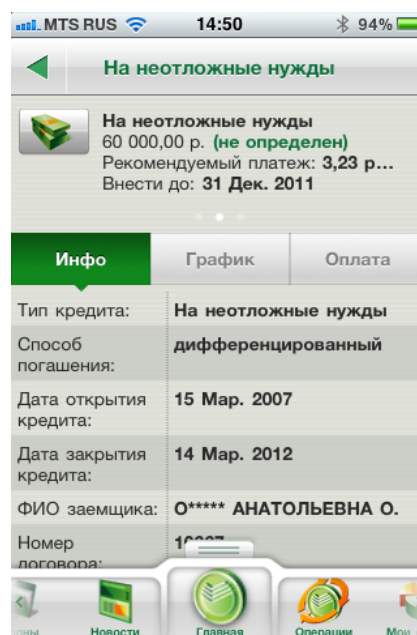 MTS RUS 14:50 94%
На неотложные нужды
На неотложные нужды
60 000,00 р. (не определен)
Рекомендуемый платеж: 3,23 р...
Внести до: 31 Дек. 2011
Инфо График Оплата
Тип кредита: На неотложные нужды
Способ дифференцированный
погашения:
Дата открытия 15 Мар. 2007
кредита:
Дата закрытия 14 Мар. 2012
кредита:
ФИО заемщика: О***** АНАТОЛЬЕВНА О.
Номер
договора:
Новости Главная Операции Мои